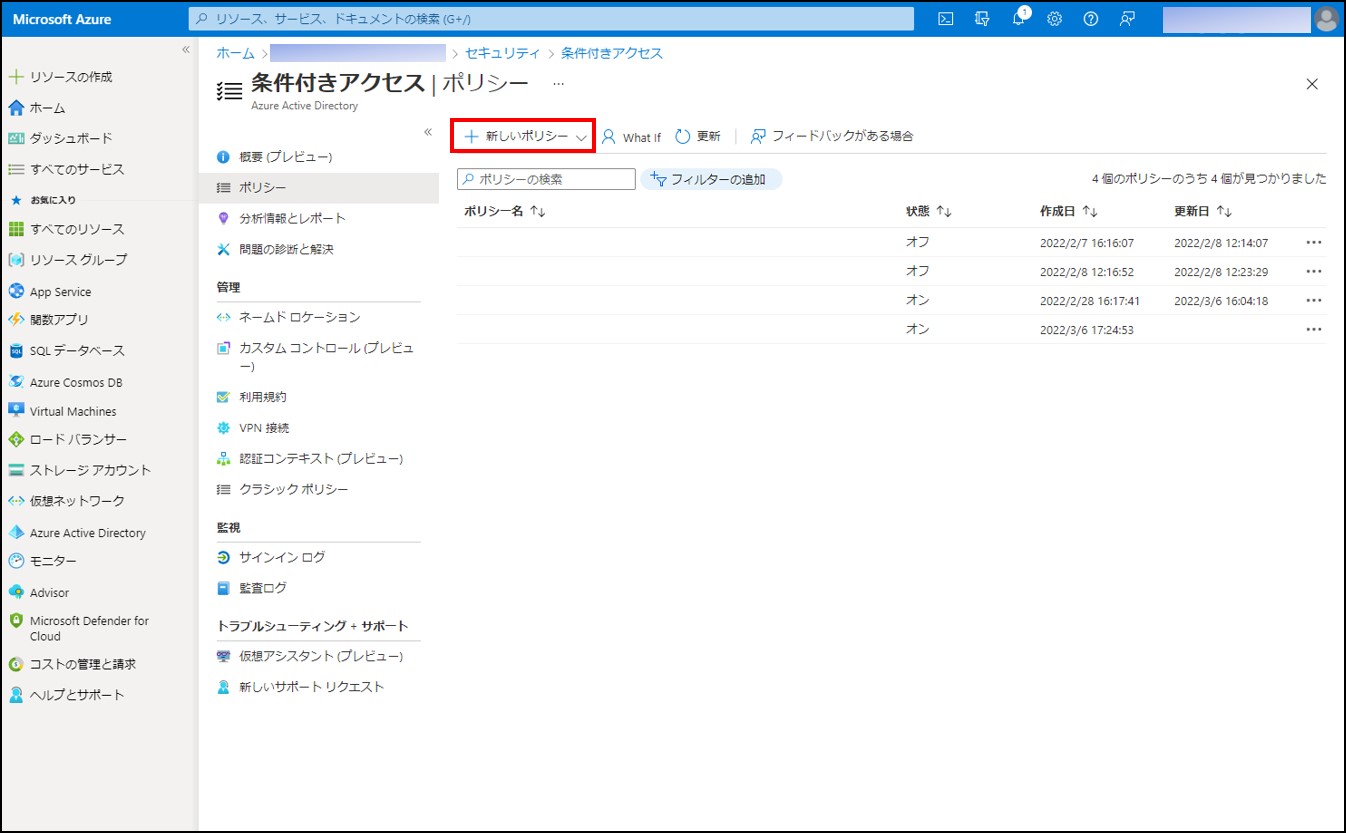 Microsoft Azure
リソース、サービス、ドキュメントの検索 (G+/)
1
«
リソースの作成
ホーム
ダッシュボード
すべてのサービス
お気に入り
すべてのリソース
リソース グループ
App Service
関数アプリ
SQL データベース
Azure Cosmos DB
Virtual Machines
ロード バランサー
ストレージ アカウント
仮想ネットワーク
Azure Active Directory
モニター
Advisor
Microsoft Defender for
Cloud
コストの管理と請求
ヘルプとサポート
ホーム > > セキュリティ > 条件付きアクセス
条件付きアクセス | ポリシー ...
Azure Active Directory
«
概要 (プレビュー)
ポリシー
分析情報とレポート
問題の診断と解決
管理
ネームド ロケーション
カスタム コントロール (プレビュ
ー)
利用規約
VPN 接続
認証コンテキスト (プレビュー)
クラシック ポリシー
監視
サインイン ログ
監査ログ
トラブルシューティング + サポート
仮想アシスタント (プレビュー)
新しいサポート リクエスト
新しいポリシー What If 更新 フィードバックがある場合
ポリシーの検索 フィルターの追加 4 個のポリシーのうち 4 個が見つかりました
ポリシー名 ↑↓ 状態 ↑↓ 作成日 ↑↓ 更新日 ↑↓
オフ 2022/2/7 16:16:07 2022/2/8 12:14:07 ...
オフ 2022/2/8 12:16:52 2022/2/8 12:23:29 ...
オン 2022/2/28 16:17:41 2022/3/6 16:04:18 ...
オン 2022/3/6 17:24:53 ...